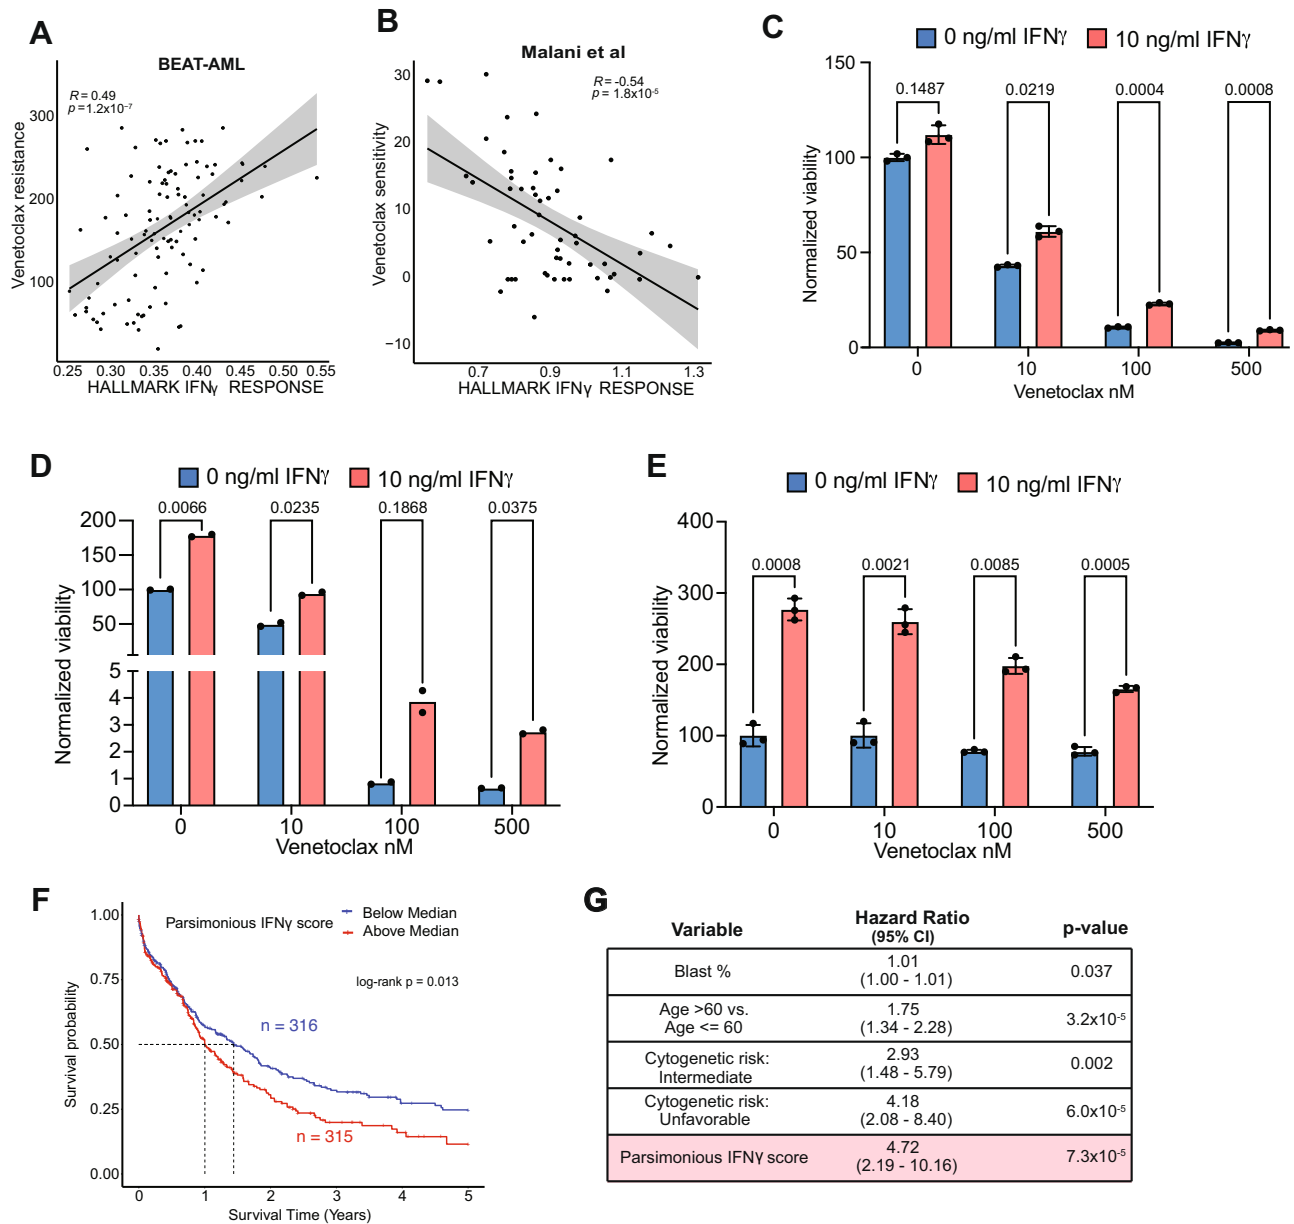 A
BEAT-AML
R = 0.49
p =1.2x10⁻⁷
Venetoclax resistance
300
200
100
0.25 0.30 0.35 0.40 0.45 0.50 0.55
HALLMARK IFNγ RESPONSE
B
Malani et al
R= -0.54
p = 1.8x10⁻⁵
Venetoclax sensitivity
30
20
10
0
−10
0.7 0.9 1.1 1.3
HALLMARK IFNγ RESPONSE
C
0 ng/ml IFNγ 10 ng/ml IFNγ
Normalized viability
150
100
50
0
0.1487 0.0219 0.0004 0.0008
0 10 100 500
Venetoclax nM
D
0 ng/ml IFNγ 10 ng/ml IFNγ
0.0066 0.0235 0.1868 0.0375
Normalized viability
200
150
100
50
5
4
3
2
1
0
0 10 100 500
Venetoclax nM
E
0 ng/ml IFNγ 10 ng/ml IFNγ
Normalized viability
400
300
200
100
0
0.0008 0.0021 0.0085 0.0005
0 10 100 500
Venetoclax nM
F
Parsimonious IFNγ score
Below Median
Above Median
log-rank p = 0.013
n = 316
n = 315
Survival probability
1.00
0.75
0.50
0.25
0.00
0 1 2 3 4 5
Survival Time (Years)
G
Variable Hazard Ratio (95% CI) p-value
Blast % 1.01 (1.00 - 1.01) 0.037
Age >60 vs. Age <= 60 1.75 (1.34 - 2.28) 3.2x10⁻⁵
Cytogenetic risk: Intermediate 2.93 (1.48 - 5.79) 0.002
Cytogenetic risk: Unfavorable 4.18 (2.08 - 8.40) 6.0x10⁻⁵
Parsimonious IFNγ score 4.72 (2.19 - 10.16) 7.3x10⁻⁵